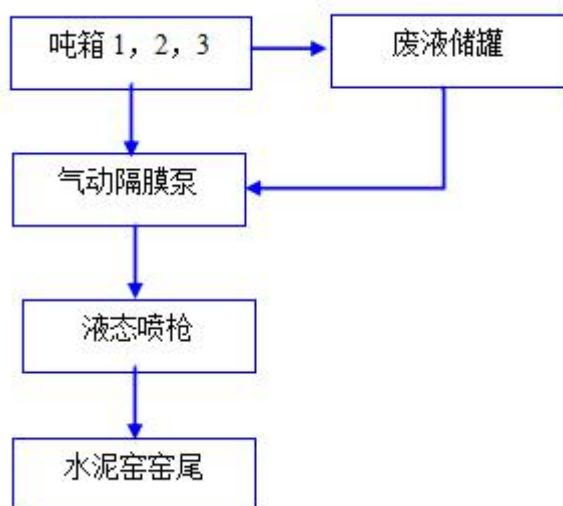 吨箱 1，2，3
废液储罐
气动隔膜泵
液态喷枪
水泥窑窑尾